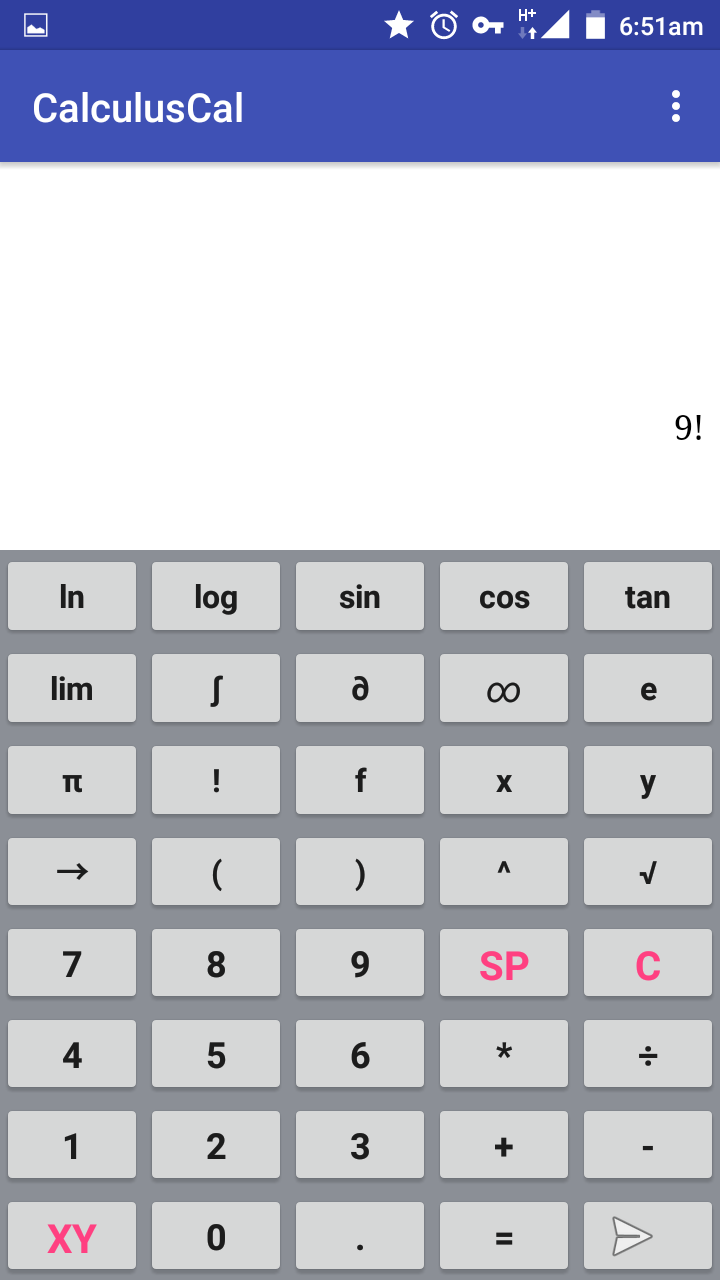 H+ 6:51am
CalculusCal
9!
ln log sin cos tan
lim ∫ ∂ ∞ e
π ! f x y
→ ( ) ^ √
7 8 9 SP C
4 5 6 * ÷
1 2 3 + -
XY 0 . =